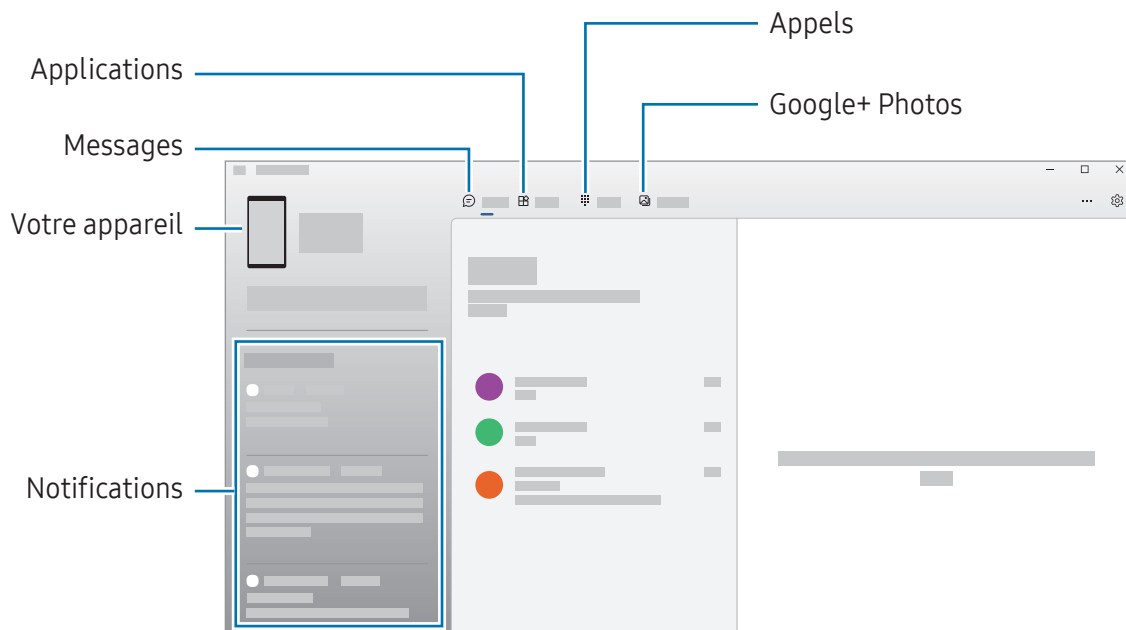 Appels
Applications
Google+ Photos
Messages
Votre appareil
Notifications